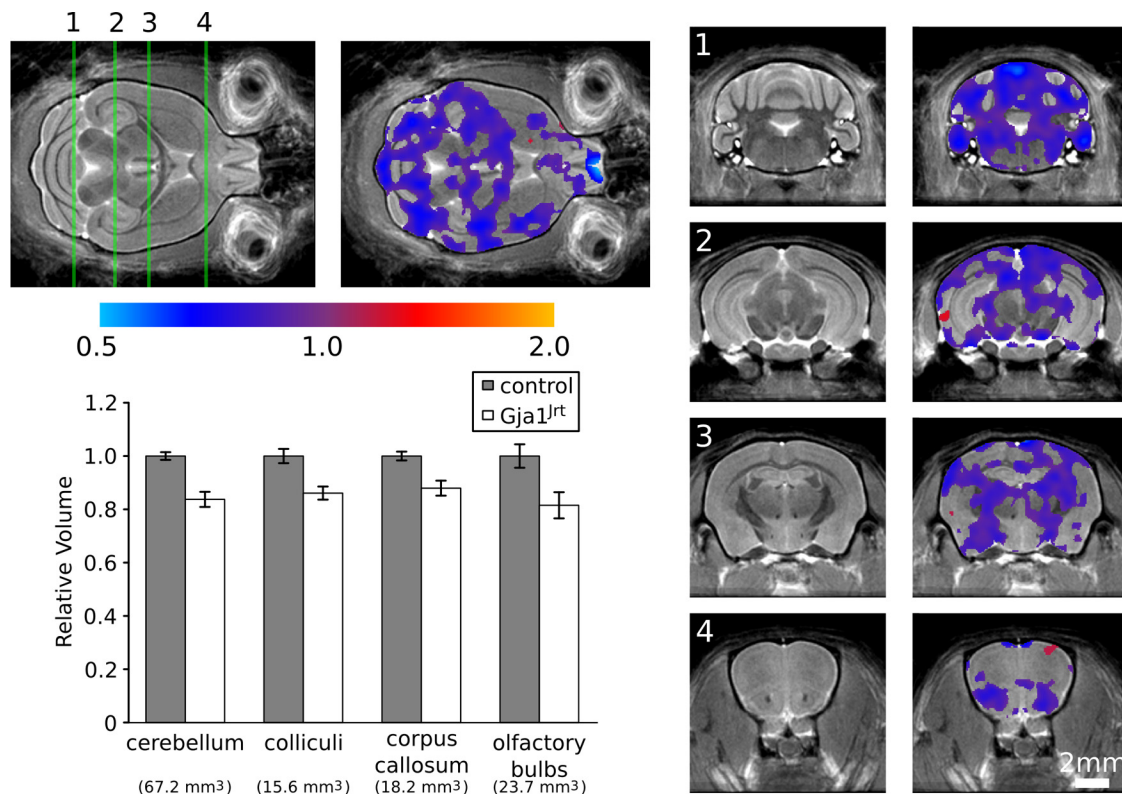 1 2 3 4
0.5 1.0 2.0
control
Gja1ᴶʳᵗ
Relative Volume
1.2
1.0
0.8
0.6
0.4
0.2
0
cerebellum
(67.2 mm³)
colliculi
(15.6 mm³)
corpus
callosum
(18.2 mm³)
olfactory
bulbs
(23.7 mm³)
1
2
3
4
2mm